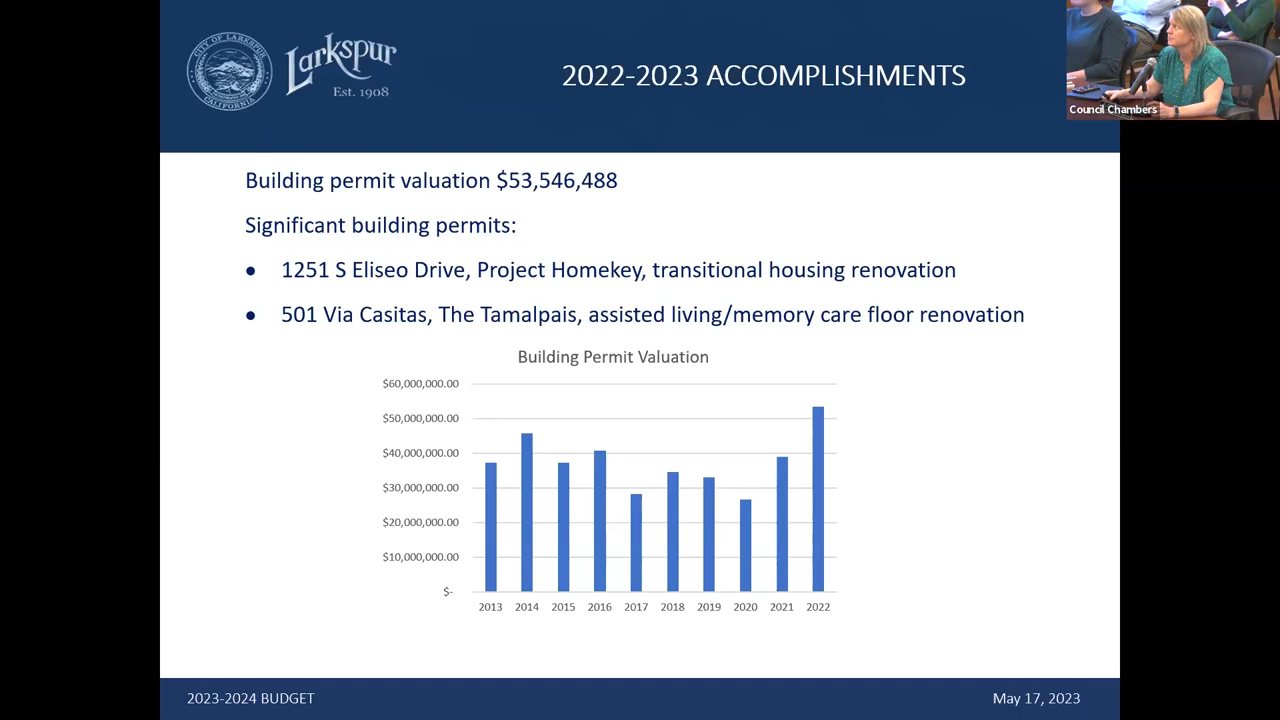 CITY OF LARKSPUR
CALIFORNIA
Larkspur
Est. 1908
2022-2023 ACCOMPLISHMENTS
Council Chambers
Building permit valuation $53,546,488
Significant building permits:
• 1251 S Eliseo Drive, Project Homekey, transitional housing renovation
• 501 Via Casitas, The Tamalpais, assisted living/memory care floor renovation
Building Permit Valuation
$60,000,000.00
$50,000,000.00
$40,000,000.00
$30,000,000.00
$20,000,000.00
$10,000,000.00
$-
2013 2014 2015 2016 2017 2018 2019 2020 2021 2022
2023-2024 BUDGET
May 17, 2023